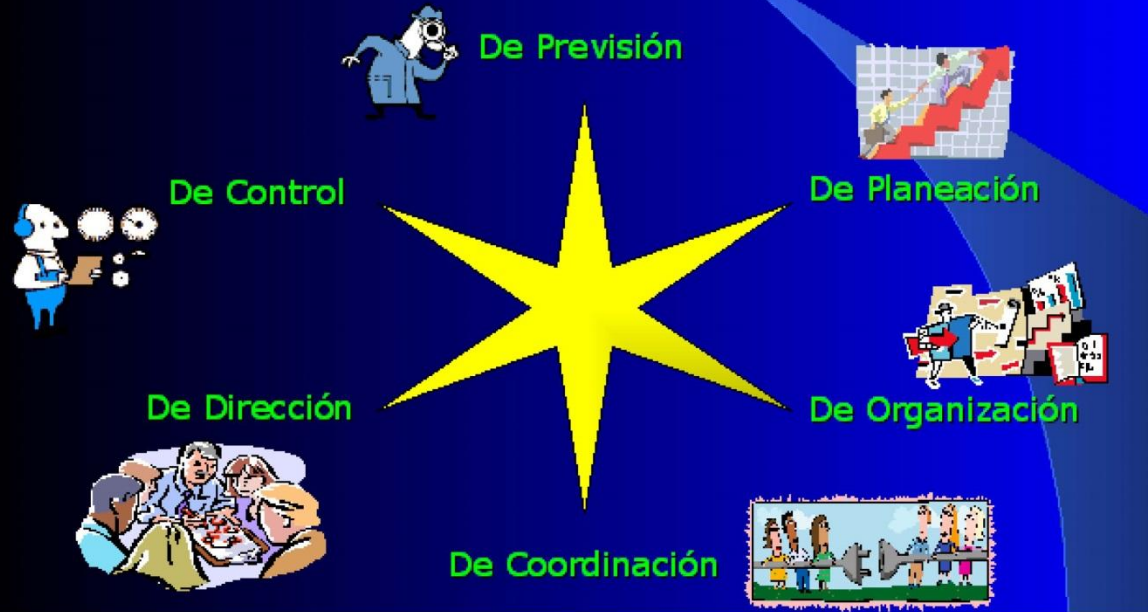 De Previsión
De Planeación
De Organización
De Coordinación
De Dirección
De Control